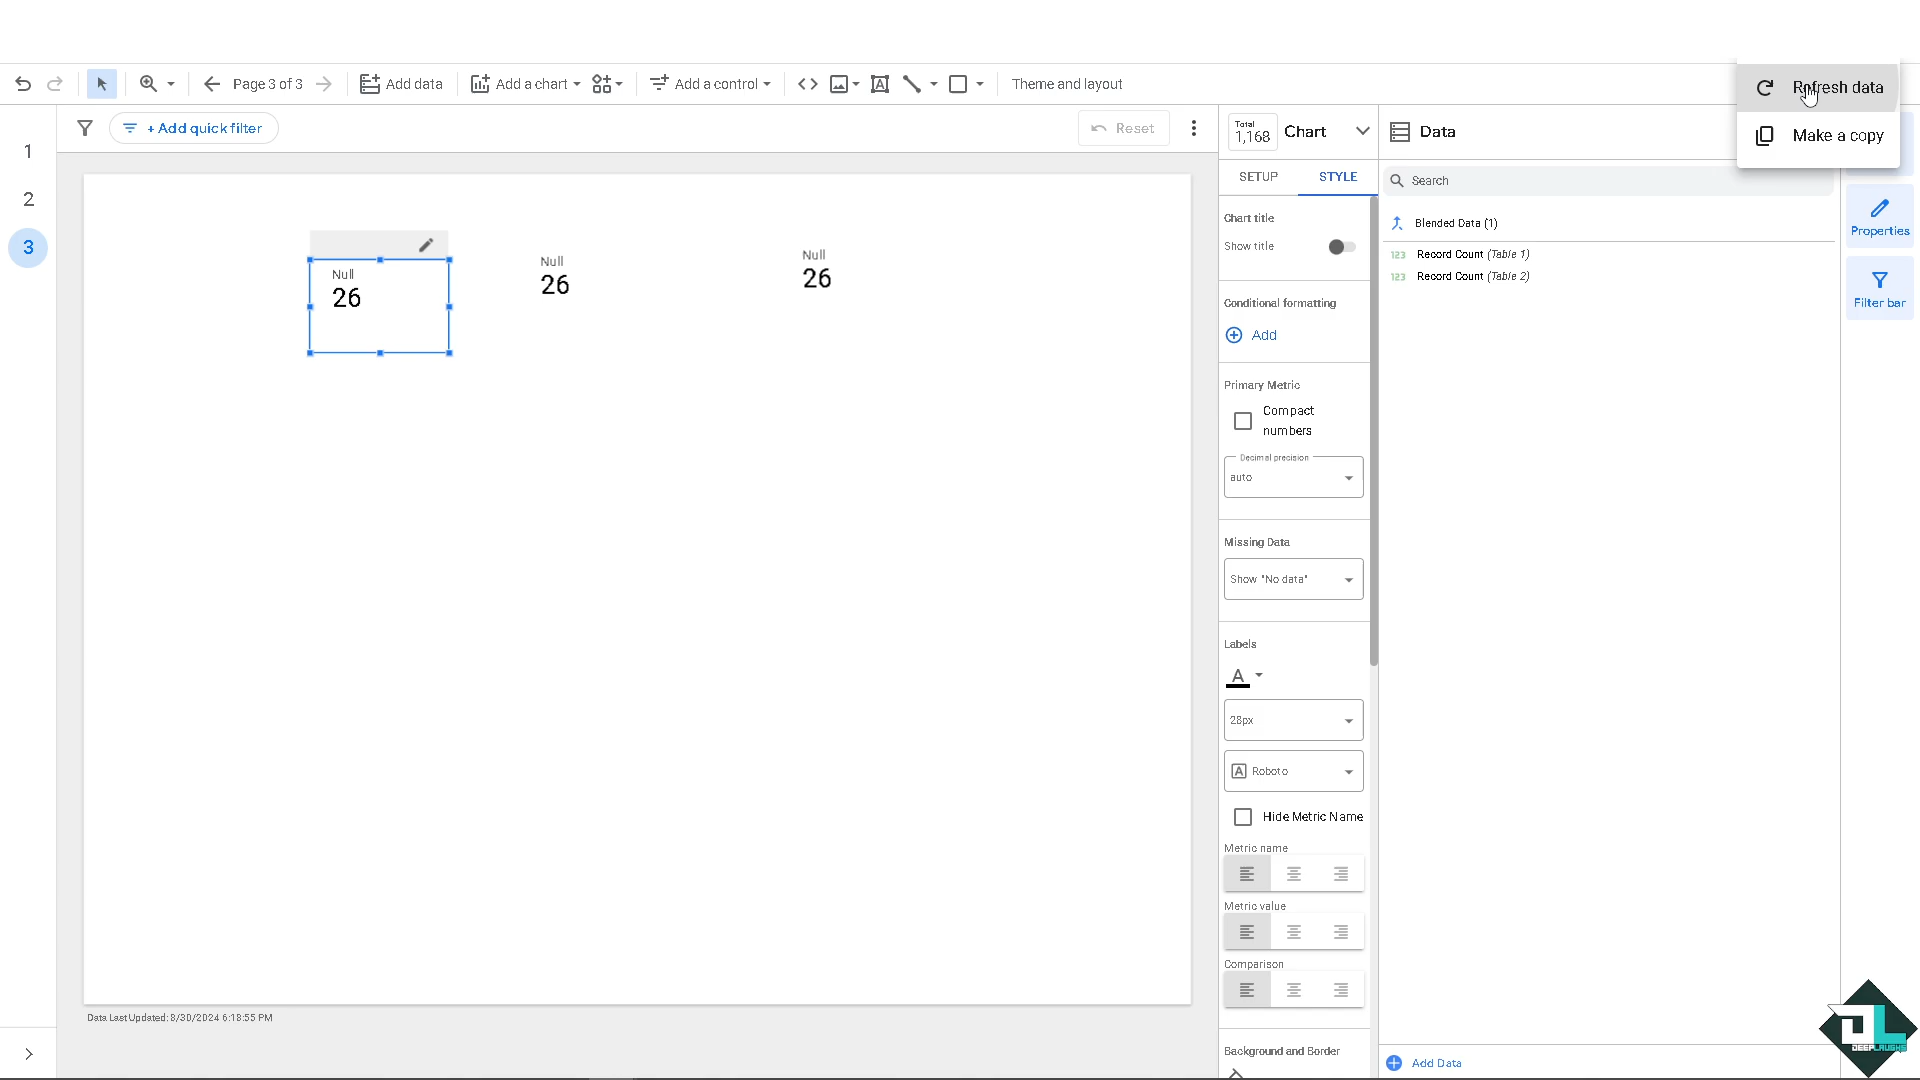 Page 3 of 3
Add data
Add a chart
Add a control
Theme and layout
Refresh data
Make a copy
+ Add quick filter
Reset
Total
1,168
Chart
Data
1
2
3
SETUP
STYLE
Search
Properties
Filter bar
Null
26
Null
26
Null
26
Chart title
Show title
Conditional formatting
Add
Primary Metric
Compact
numbers
Decimal precision
auto
Missing Data
Show "No data"
Labels
A
28px
A Roboto
Hide Metric Name
Metric name
Metric value
Comparison
Background and Border
Blended Data (1)
123 Record Count (Table 1)
123 Record Count (Table 2)
Add Data
Data Last Updated: 8/30/2024 6:18:55 PM
DEEPLAUGHS